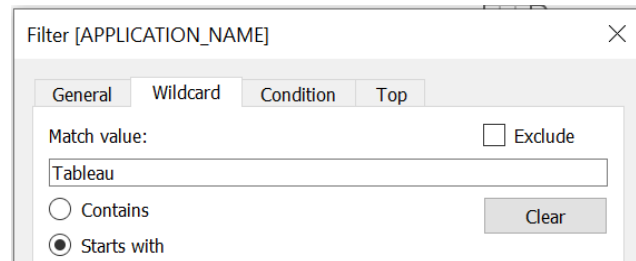 Filter [APPLICATION_NAME]
General Wildcard Condition Top
Match value: Exclude
Tableau
Contains
Clear
Starts with